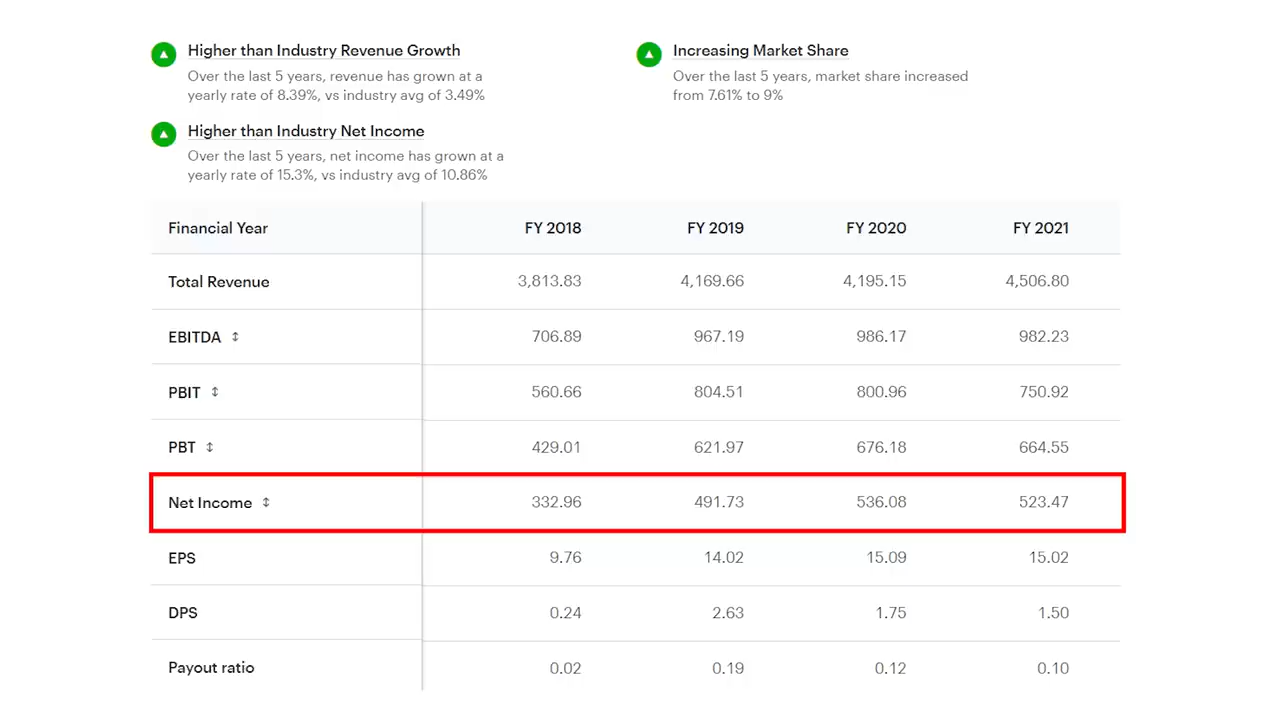 Higher than Industry Revenue Growth
Over the last 5 years, revenue has grown at a
yearly rate of 8.39%, vs industry avg of 3.49%
Increasing Market Share
Over the last 5 years, market share increased
from 7.61% to 9%
Higher than Industry Net Income
Over the last 5 years, net income has grown at a
yearly rate of 15.3%, vs industry avg of 10.86%
Financial Year FY 2018 FY 2019 FY 2020 FY 2021
Total Revenue 3,813.83 4,169.66 4,195.15 4,506.80
EBITDA 706.89 967.19 986.17 982.23
PBIT 560.66 804.51 800.96 750.92
PBT 429.01 621.97 676.18 664.55
Net Income 332.96 491.73 536.08 523.47
EPS 9.76 14.02 15.09 15.02
DPS 0.24 2.63 1.75 1.50
Payout ratio 0.02 0.19 0.12 0.10